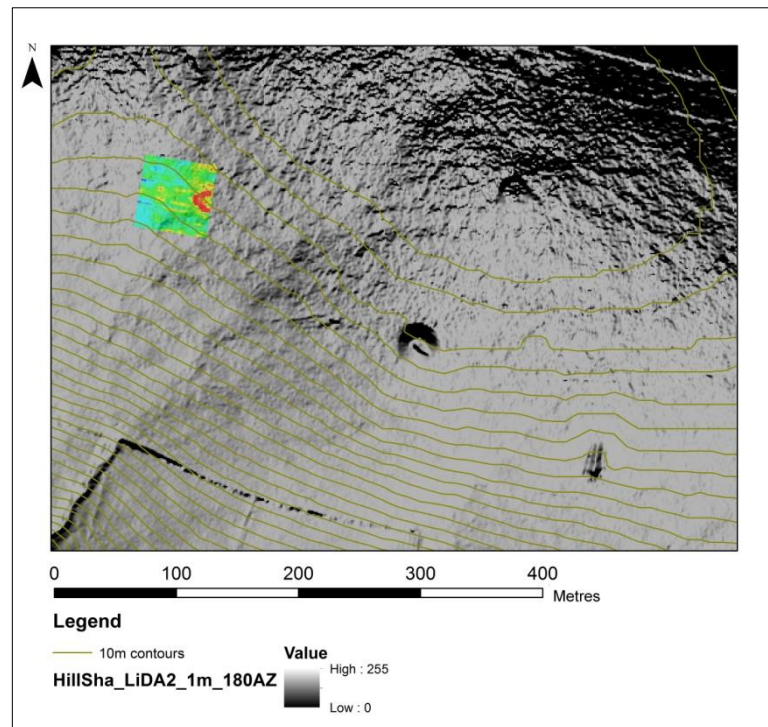 N
0 100 200 300 400
Metres
Legend
10m contours
Value
HillSha_LiDA2_1m_180AZ
High : 255
Low : 0